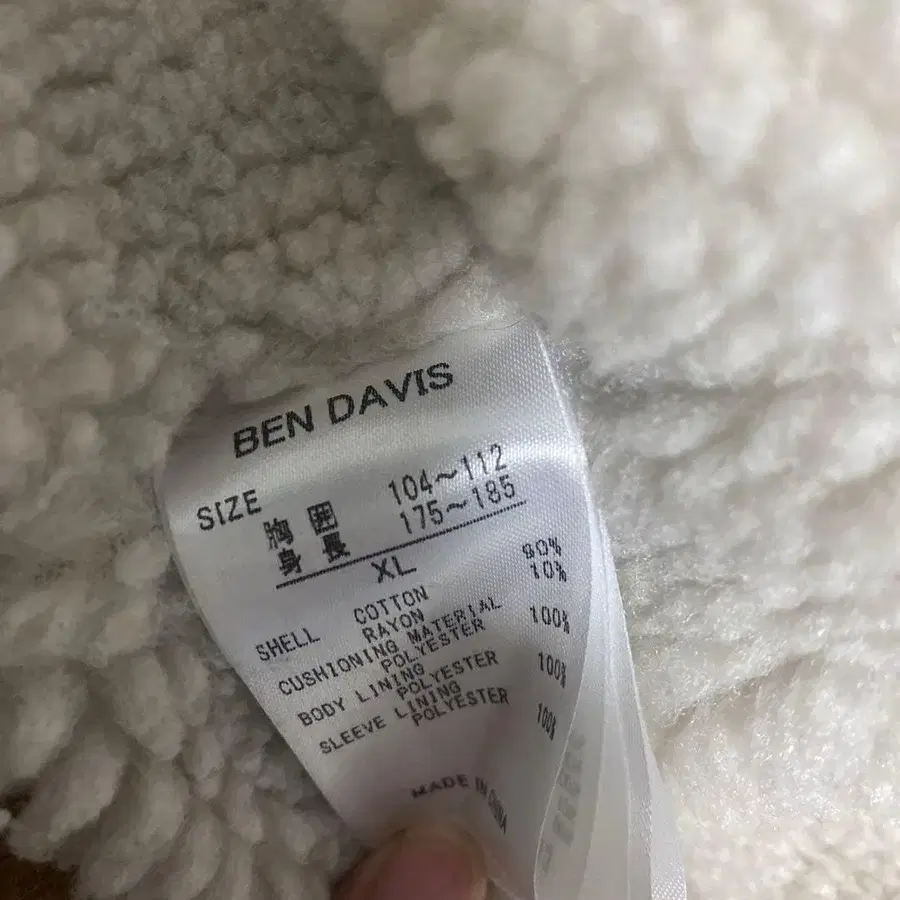 BEN DAVIS
SIZE
胸 囲 104～112
身 長 175～185
XL
SHELL COTTON 90%
RAYON 10%
CUSHIONING MATERIAL
POLYESTER 100%
BODY LINING
POLYESTER 100%
SLEEVE LINING
POLYESTER 100%
MADE IN CHINA